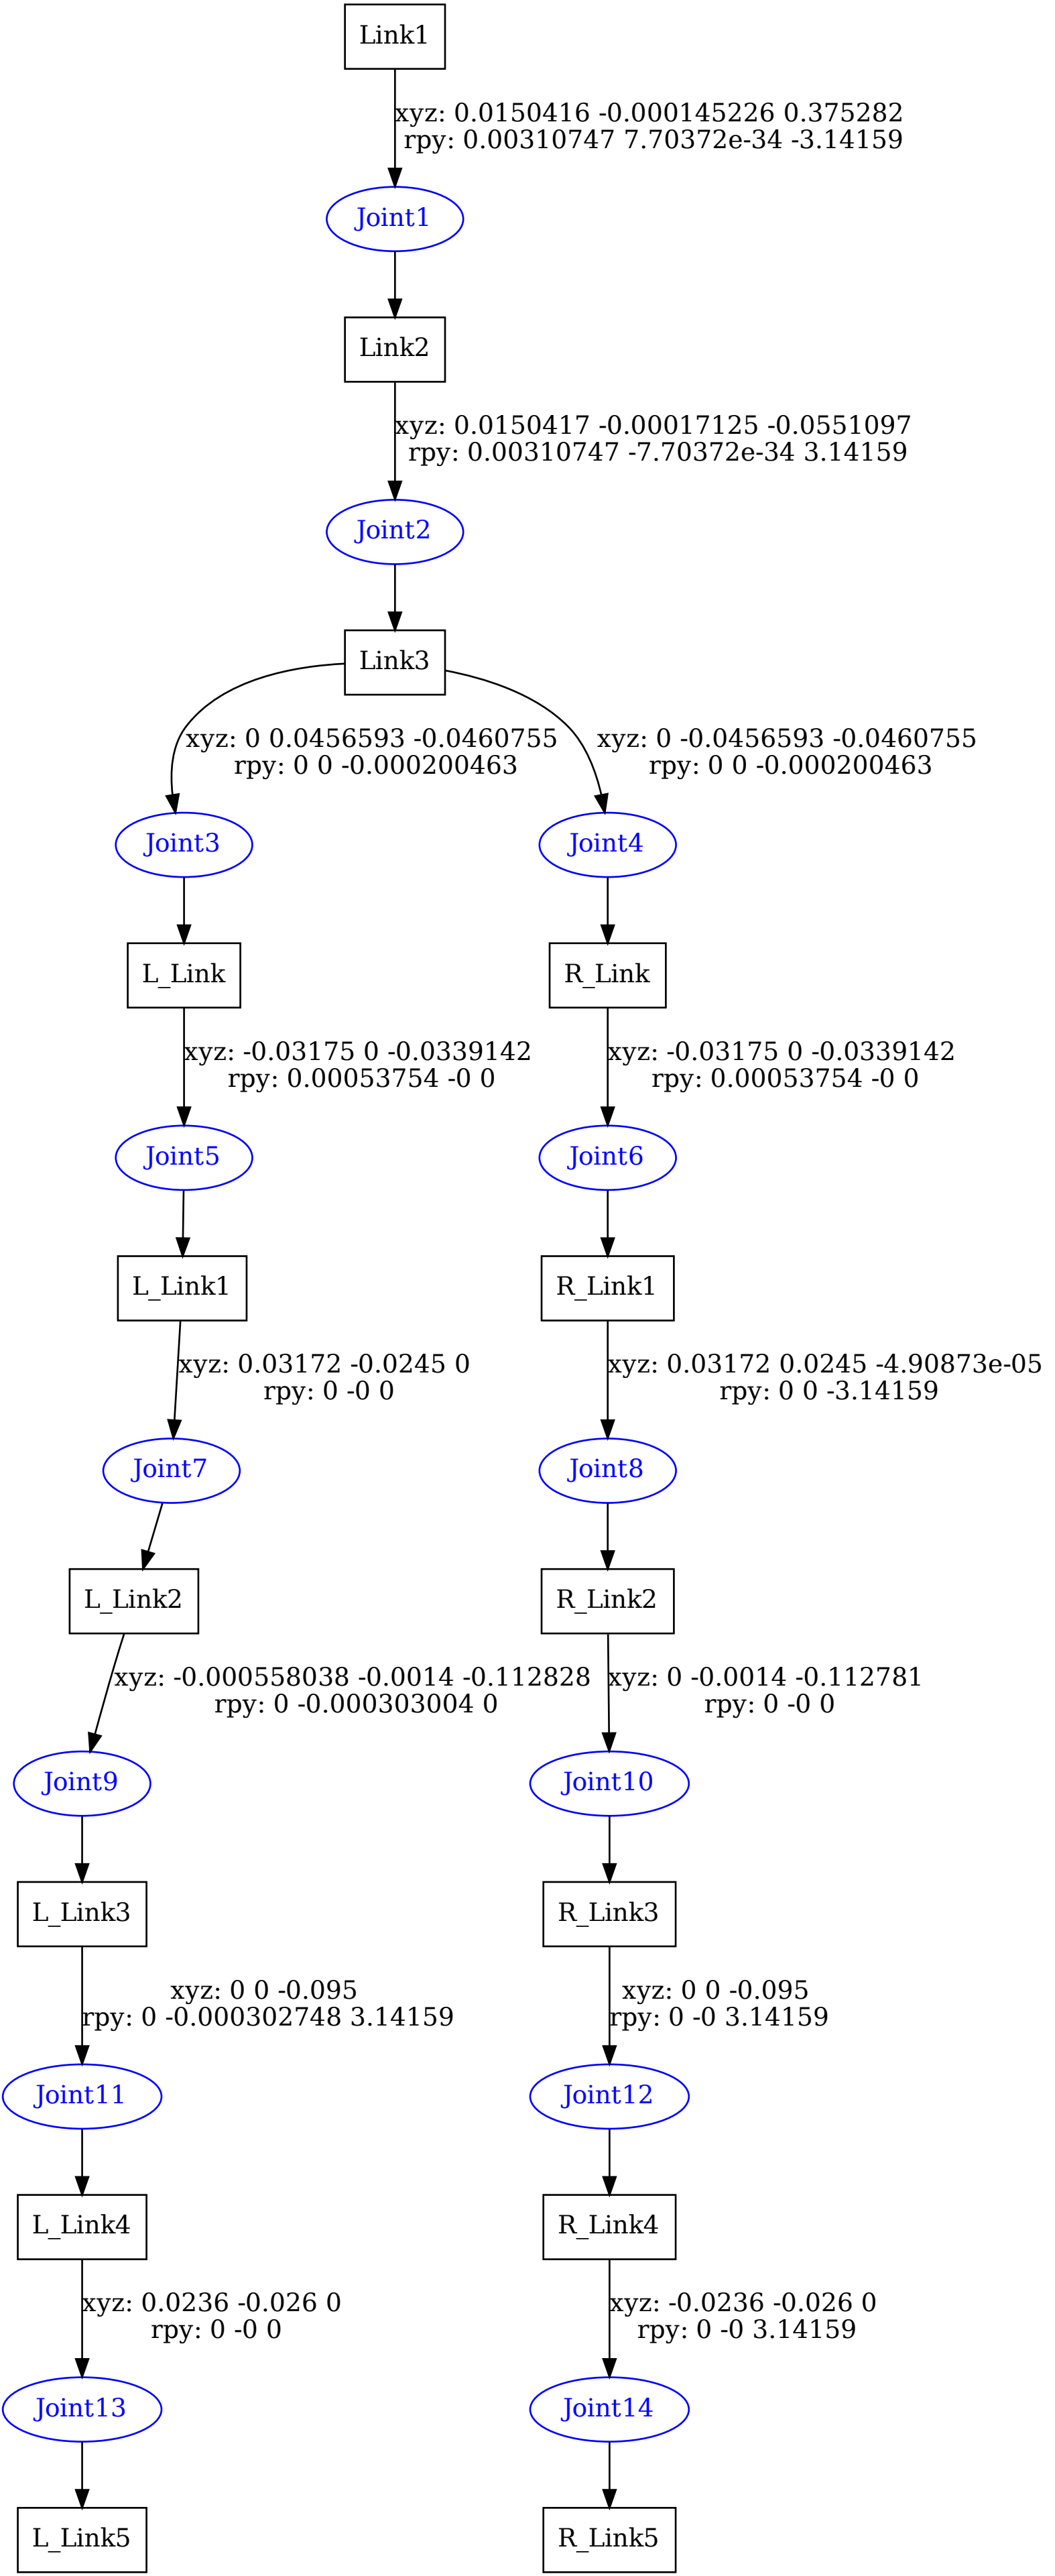 Link1
xyz: 0.0150416 -0.000145226 0.375282
rpy: 0.00310747 7.70372e-34 -3.14159
Joint1
Link2
xyz: 0.0150417 -0.00017125 -0.0551097
rpy: 0.00310747 -7.70372e-34 3.14159
Joint2
Link3
xyz: 0 0.0456593 -0.0460755
rpy: 0 0 -0.000200463
xyz: 0 -0.0456593 -0.0460755
rpy: 0 0 -0.000200463
Joint3
Joint4
L_Link
R_Link
xyz: -0.03175 0 -0.0339142
rpy: 0.00053754 -0 0
xyz: -0.03175 0 -0.0339142
rpy: 0.00053754 -0 0
Joint5
Joint6
L_Link1
R_Link1
xyz: 0.03172 -0.0245 0
rpy: 0 -0 0
xyz: 0.03172 0.0245 -4.90873e-05
rpy: 0 0 -3.14159
Joint7
Joint8
L_Link2
R_Link2
xyz: -0.000558038 -0.0014 -0.112828
rpy: 0 -0.000303004 0
xyz: 0 -0.0014 -0.112781
rpy: 0 -0 0
Joint9
Joint10
L_Link3
R_Link3
xyz: 0 0 -0.095
rpy: 0 -0.000302748 3.14159
xyz: 0 0 -0.095
rpy: 0 -0 3.14159
Joint11
Joint12
L_Link4
R_Link4
xyz: 0.0236 -0.026 0
rpy: 0 -0 0
xyz: -0.0236 -0.026 0
rpy: 0 -0 3.14159
Joint13
Joint14
L_Link5
R_Link5